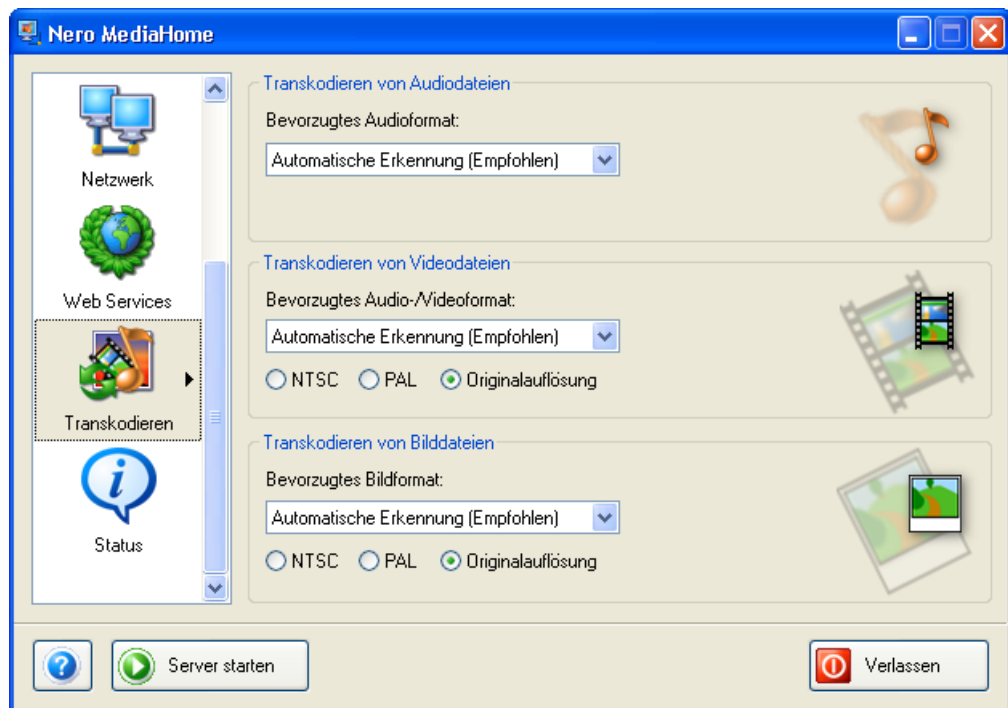 Nero MediaHome
Netzwerk
Web Services
Transkodieren
Status
Transkodieren von Audiodateien
Bevorzugtes Audioformat:
Automatische Erkennung (Empfohlen)
Transkodieren von Videodateien
Bevorzugtes Audio-/Videoformat:
Automatische Erkennung (Empfohlen)
NTSC PAL Originalauflösung
Transkodieren von Bilddateien
Bevorzugtes Bildformat:
Automatische Erkennung (Empfohlen)
NTSC PAL Originalauflösung
Server starten
Verlassen